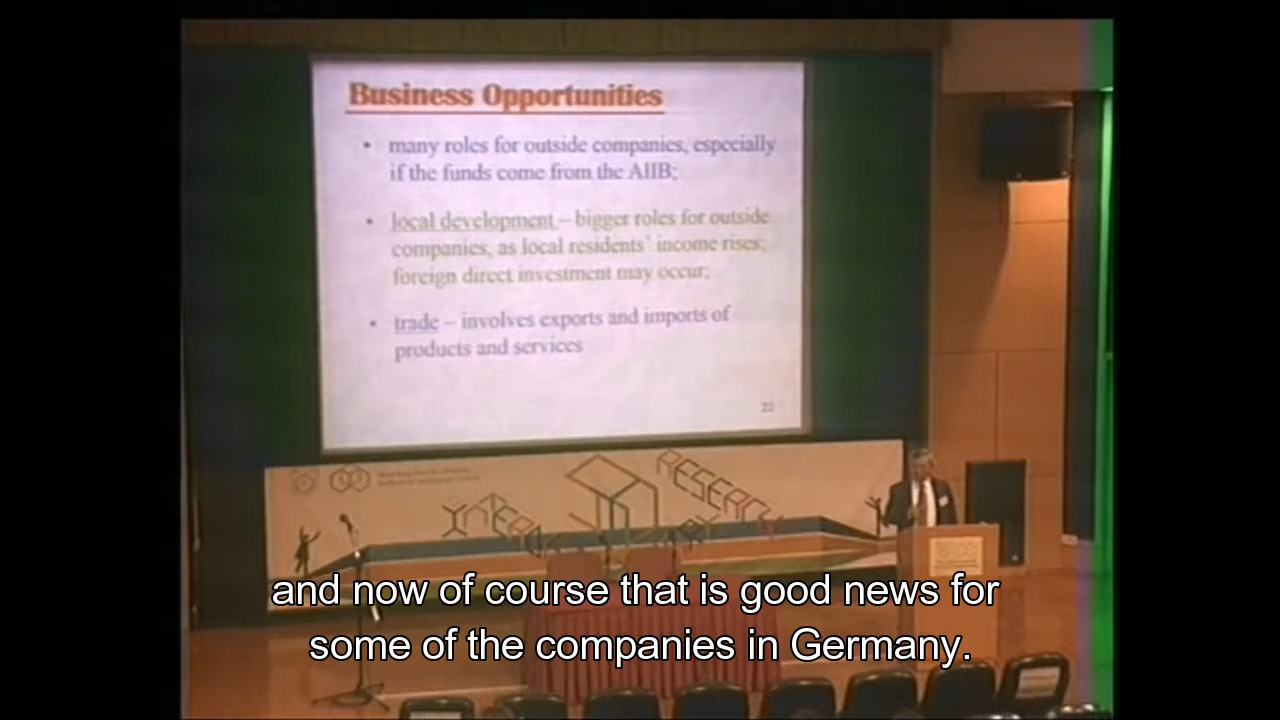 Business Opportunities
• many roles for outside companies, especially
if the funds come from the AIIB;
• local development – bigger roles for outside
companies, as local residents' income rises;
foreign direct investment may occur;
• trade – involves exports and imports of
products and services
22
RESERCH
and now of course that is good news for
some of the companies in Germany.